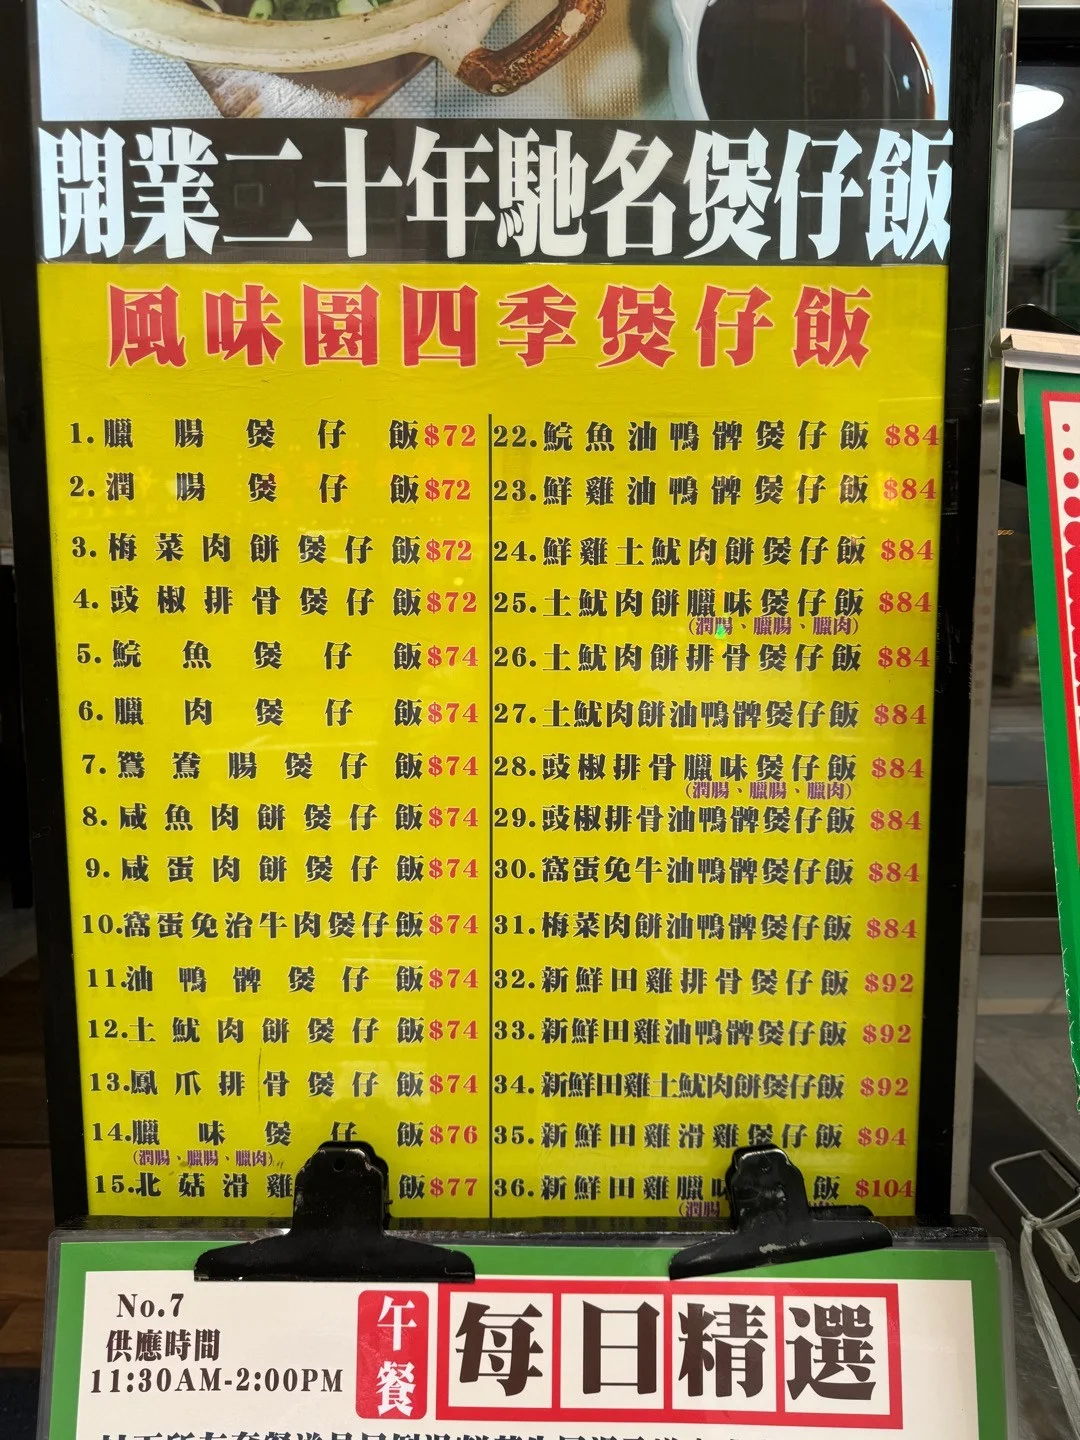 開業二十年馳名煲仔飯
風味園四季煲仔飯
1.臘腸煲仔飯$72
2.潤腸煲仔飯$72
3.梅菜肉餅煲仔飯$72
4.豉椒排骨煲仔飯$72
5.鯇魚煲仔飯$74
6.臘肉煲仔飯$74
7.鴛鴦腸煲仔飯$74
8.咸魚肉餅煲仔飯$74
9.咸蛋肉餅煲仔飯$74
10.窩蛋免治牛肉煲仔飯$74
11.油鴨髀煲仔飯$74
12.土魷肉餅煲仔飯$74
13.鳳爪排骨煲仔飯$74
14.臘味煲仔飯$76
(潤腸、臘腸、臘肉)
15.北菇滑雞飯$77
22.鯇魚油鴨髀煲仔飯$84
23.鮮雞油鴨髀煲仔飯$84
24.鮮雞土魷肉餅煲仔飯$84
25.土魷肉餅臘味煲仔飯$84
(潤腸、臘腸、臘肉)
26.土魷肉餅排骨煲仔飯$84
27.土魷肉餅油鴨髀煲仔飯$84
28.豉椒排骨臘味煲仔飯$84
(潤腸、臘腸、臘肉)
29.豉椒排骨油鴨髀煲仔飯$84
30.窩蛋免牛油鴨髀煲仔飯$84
31.梅菜肉餅油鴨髀煲仔飯$84
32.新鮮田雞排骨煲仔飯$92
33.新鮮田雞油鴨髀煲仔飯$92
34.新鮮田雞土魷肉餅煲仔飯$92
35.新鮮田雞滑雞煲仔飯$94
36.新鮮田雞臘飯$104
(潤腸
No.7
供應時間
11:30AM-2:00PM
午餐
每日精選